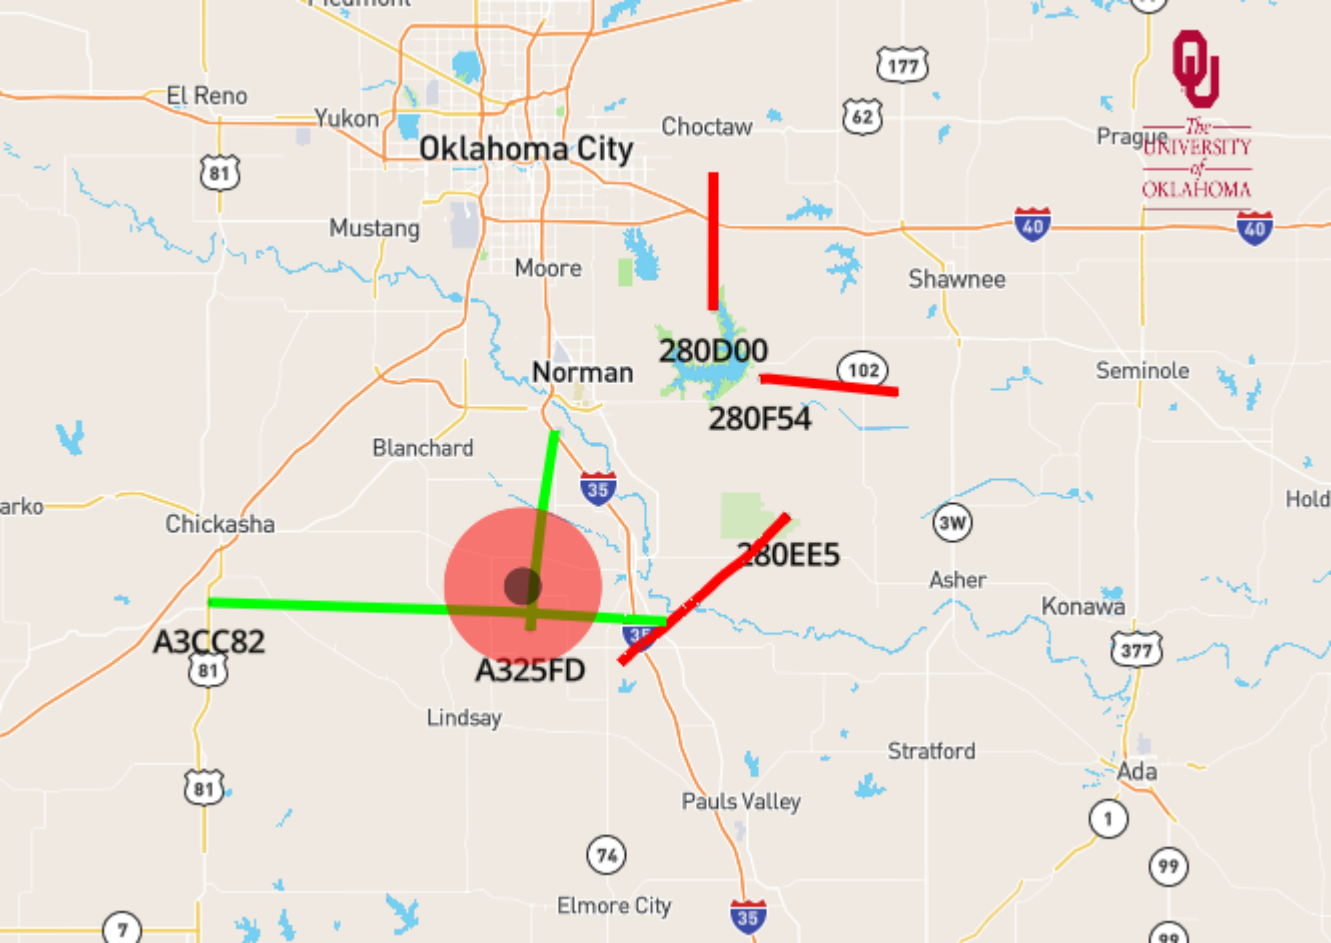 Piedmont
177
El Reno
Yukon
62
Choctaw
Prague
The
UNIVERSITY
of
OKLAHOMA
Oklahoma City
81
Mustang
40
40
Moore
Shawnee
280D00
Norman
102
Seminole
280F54
Blanchard
35
arko
Hold
Chickasha
3W
280EE5
Asher
Konawa
A3CC82
35
377
81
A325FD
Lindsay
Stratford
Ada
81
Pauls Valley
1
74
99
Elmore City
35
7
99